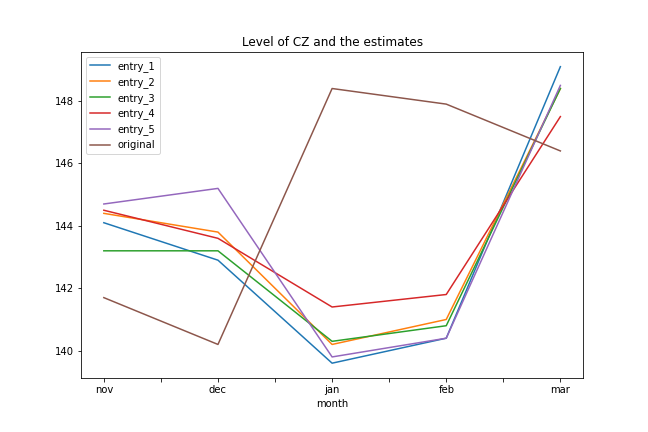 Level of CZ and the estimates
entry_1
entry_2
entry_3
entry_4
entry_5
original
148
146
144
142
140
nov dec jan feb mar
month